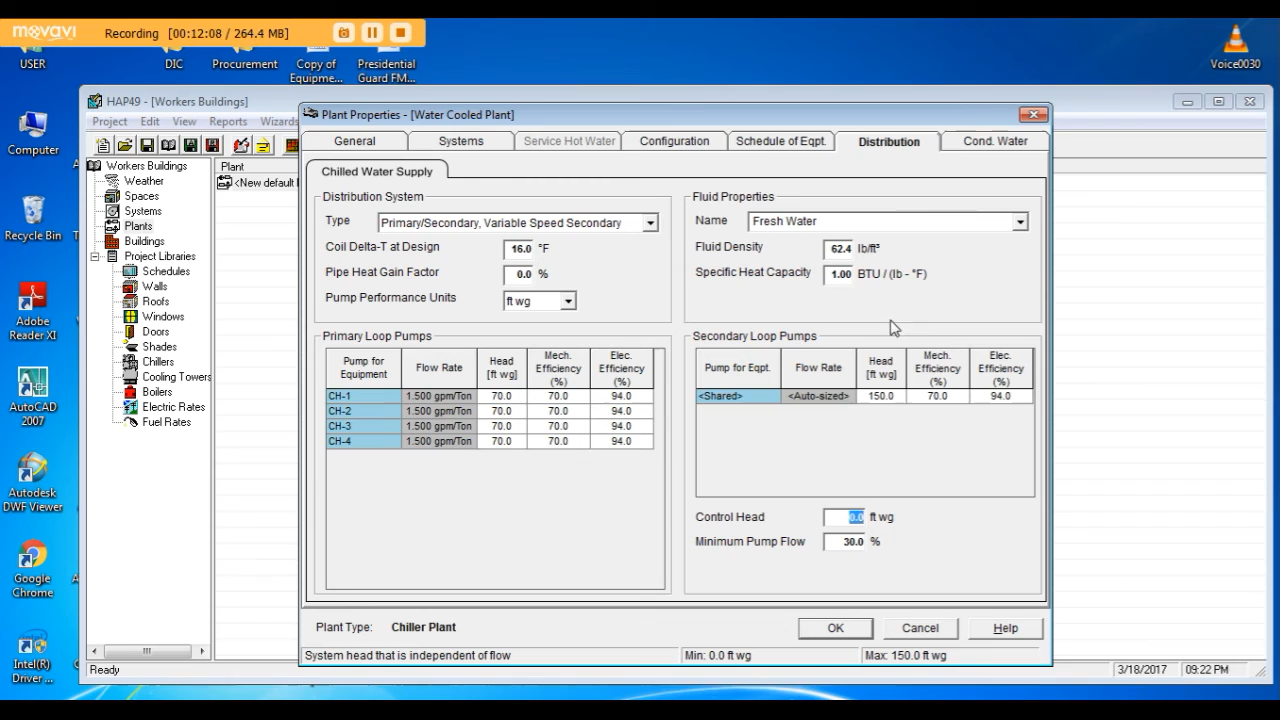 movavi Recording [00:12:08 / 264.4 MB]
USER
DIC
Procurement
Copy of Equipme...
Presidential Guard FM...
Voice0030
Computer
Recycle Bin
Adobe Reader XI
AutoCAD 2007
Autodesk DWF Viewer
Google Chrome
Intel(R) Driver ...
HAP49 - [Workers Buildings]
Project Edit View Reports Wizards
Workers Buildings
Weather
Spaces
Systems
Plants
Buildings
Project Libraries
Schedules
Walls
Roofs
Windows
Doors
Shades
Chillers
Cooling Towers
Boilers
Electric Rates
Fuel Rates
Plant
<New default
Plant Properties - [Water Cooled Plant]
General Systems Service Hot Water Configuration Schedule of Eqpt. Distribution Cond. Water
Chilled Water Supply
Distribution System
Type Primary/Secondary, Variable Speed Secondary
Coil Delta-T at Design 16.0 °F
Pipe Heat Gain Factor 0.0 %
Pump Performance Units ft wg
Fluid Properties
Name Fresh Water
Fluid Density 62.4 lb/ft³
Specific Heat Capacity 1.00 BTU / (lb - °F)
Primary Loop Pumps
Pump for Equipment Flow Rate Head [ft wg] Mech. Efficiency (%) Elec. Efficiency (%)
CH-1 1.500 gpm/Ton 70.0 70.0 94.0
CH-2 1.500 gpm/Ton 70.0 70.0 94.0
CH-3 1.500 gpm/Ton 70.0 70.0 94.0
CH-4 1.500 gpm/Ton 70.0 70.0 94.0
Secondary Loop Pumps
Pump for Eqpt. Flow Rate Head [ft wg] Mech. Efficiency (%) Elec. Efficiency (%)
<Shared> <Auto-sized> 150.0 70.0 94.0
Control Head 0.0 ft wg
Minimum Pump Flow 30.0 %
Plant Type: Chiller Plant
OK Cancel Help
System head that is independent of flow Min: 0.0 ft wg Max: 150.0 ft wg
Ready 3/18/2017 09:22 PM